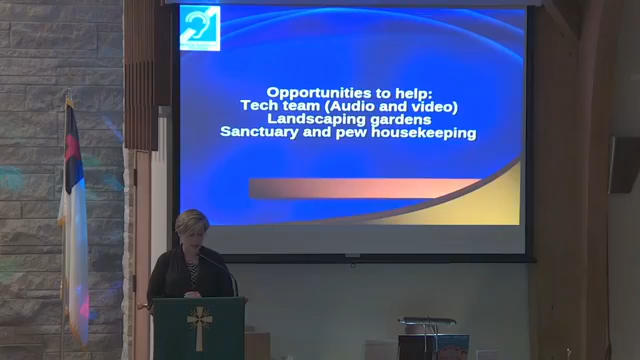 Opportunities to help:
Tech team (Audio and video)
Landscaping gardens
Sanctuary and pew housekeeping